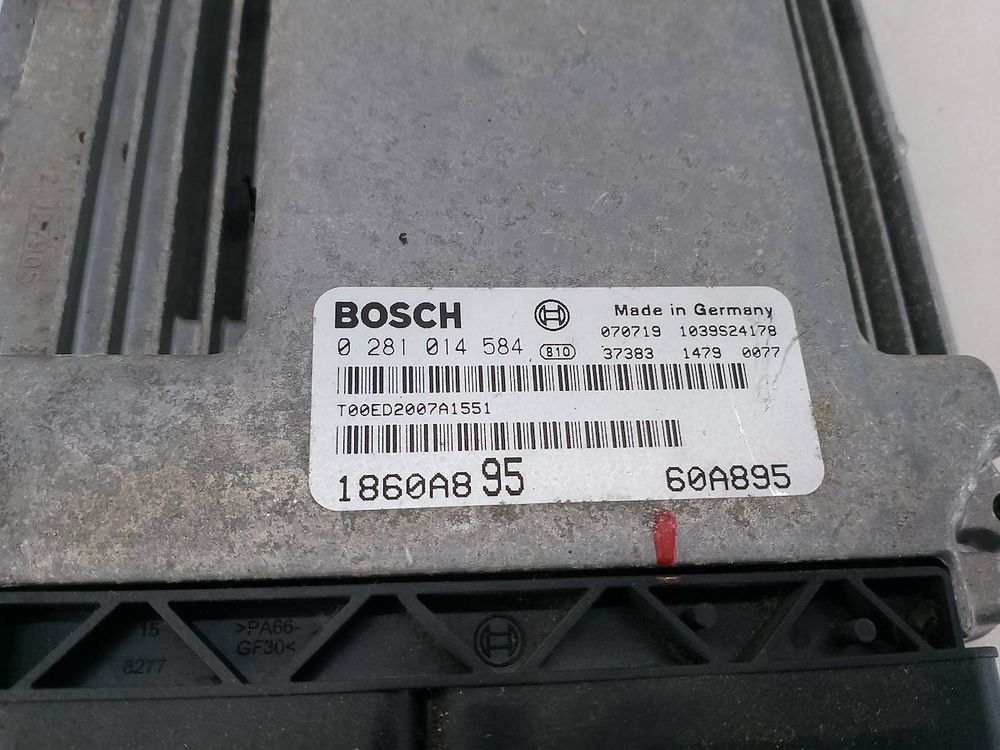 BOSCH
Made in Germany
070719 1039S24178
0 281 014 584 810 37383 1479 0077
T00ED2007A1551
1860A895 60A895
15
8277
>PA66-
GF30<